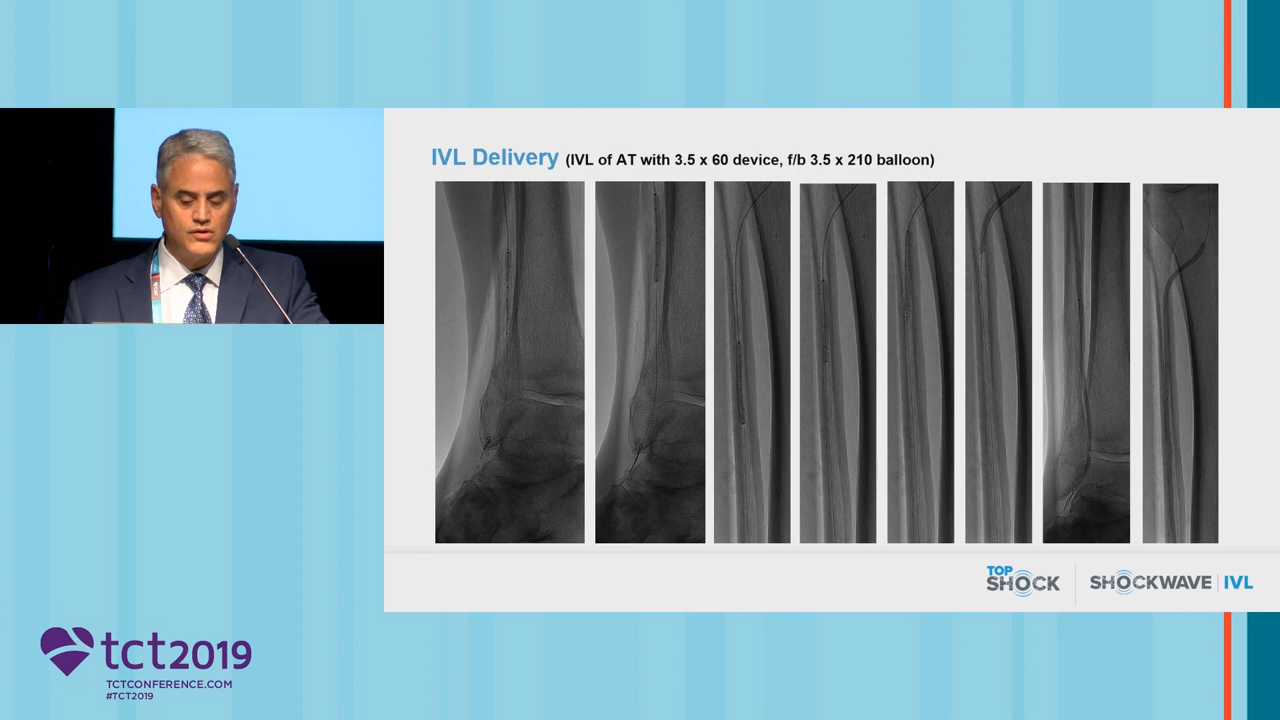 IVL Delivery (IVL of AT with 3.5 x 60 device, f/b 3.5 x 210 balloon)
TOP
SHOCK
SHOCKWAVE IVL
tct2019
TCTCONFERENCE.COM
#TCT2019